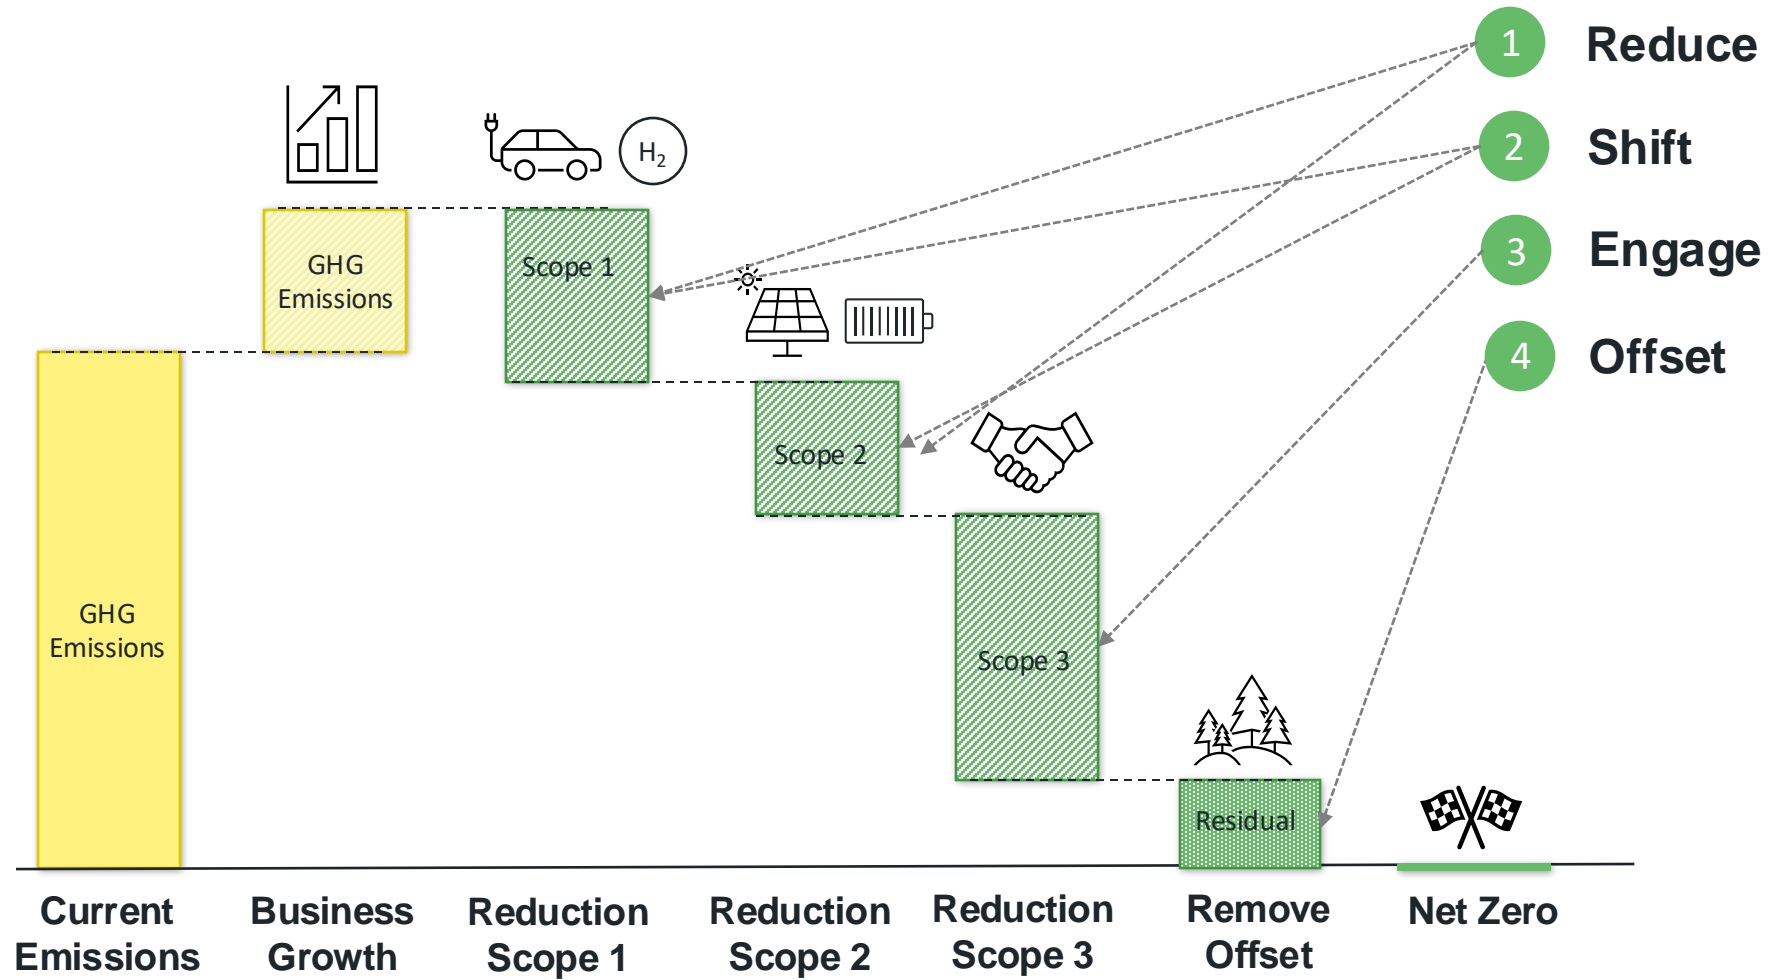 1 Reduce
2 Shift
3 Engage
4 Offset
H₂
GHG
Emissions
Scope 1
Scope 2
GHG
Emissions
Scope 3
Residual
Current
Emissions
Business
Growth
Reduction
Scope 1
Reduction
Scope 2
Reduction
Scope 3
Remove
Offset
Net Zero